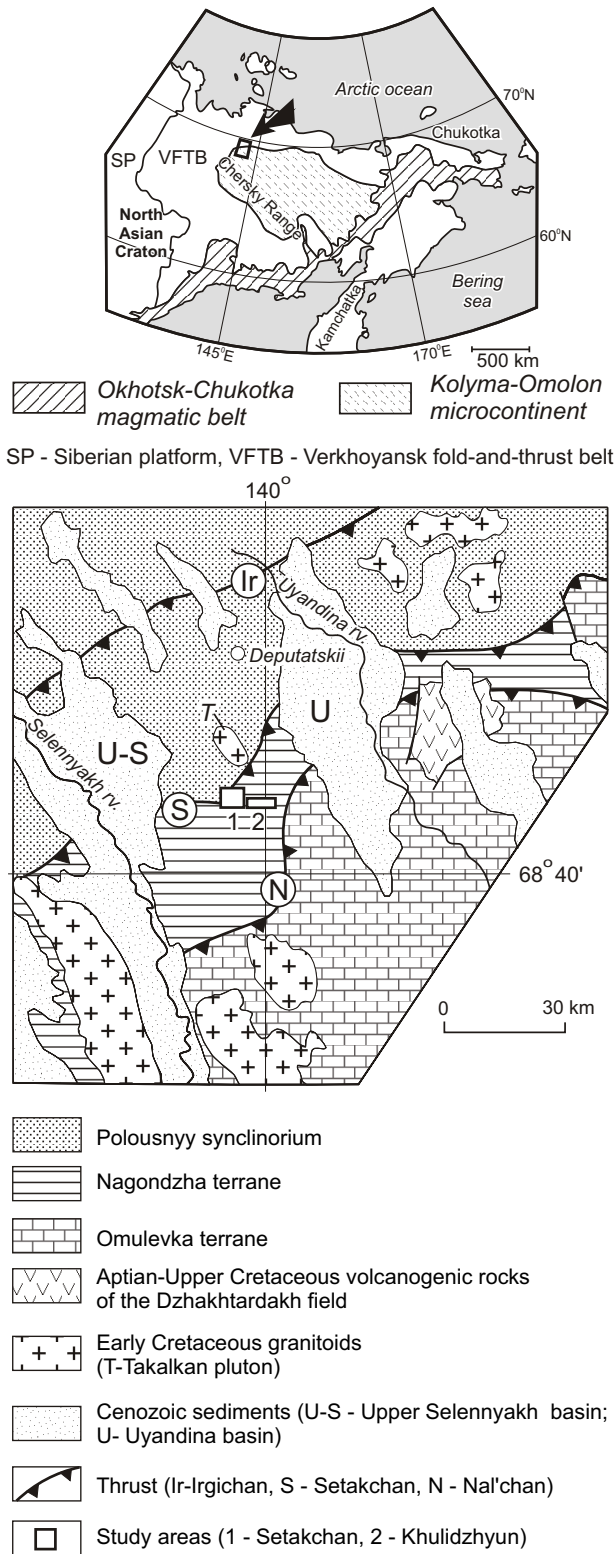 Arctic ocean
70°N
Chukotka
SP
VFTB
Chersky Range
North
Asian
Craton
60°N
Bering
sea
Kamchatka
145°E
170°E
500 km
Okhotsk-Chukotka
magmatic belt
Kolyma-Omolon
microcontinent
SP - Siberian platform, VFTB - Verkhoyansk fold-and-thrust belt
140°
Ir
Uyandina rv.
Deputatskii
T
U
U-S
Selennyakh rv.
S
1 2
N
68°40'
0 30 km
Polousnyy synclinorium
Nagondzha terrane
Omulevka terrane
Aptian-Upper Cretaceous volcanogenic rocks
of the Dzhakhtardakh field
Early Cretaceous granitoids
(T-Takalkan pluton)
Cenozoic sediments (U-S - Upper Selennyakh basin;
U- Uyandina basin)
Thrust (Ir-Irgichan, S - Setakchan, N - Nal'chan)
Study areas (1 - Setakchan, 2 - Khulidzhyun)